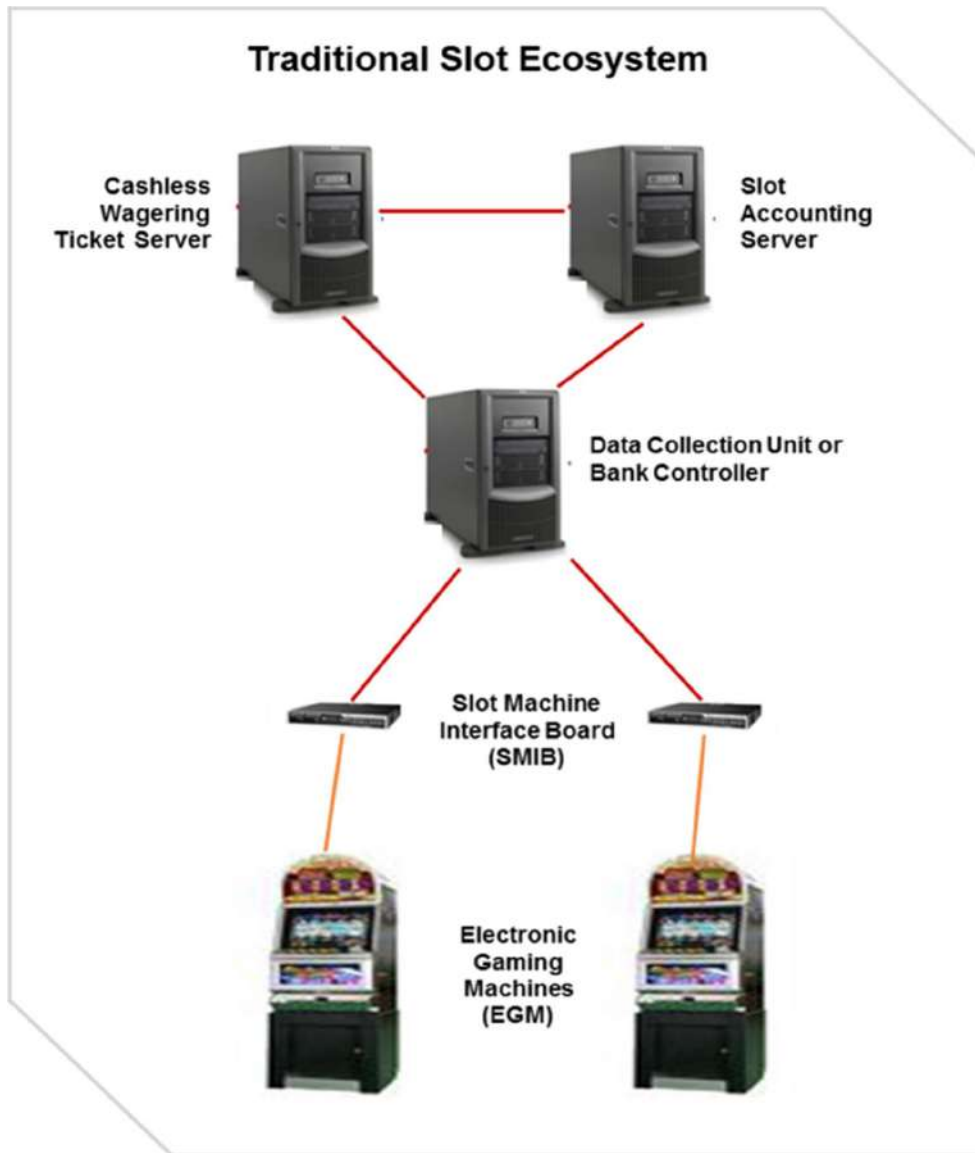 Traditional Slot Ecosystem
Cashless
Wagering
Ticket Server
Slot
Accounting
Server
Data Collection Unit or
Bank Controller
Slot Machine
Interface Board
(SMIB)
Electronic
Gaming
Machines
(EGM)